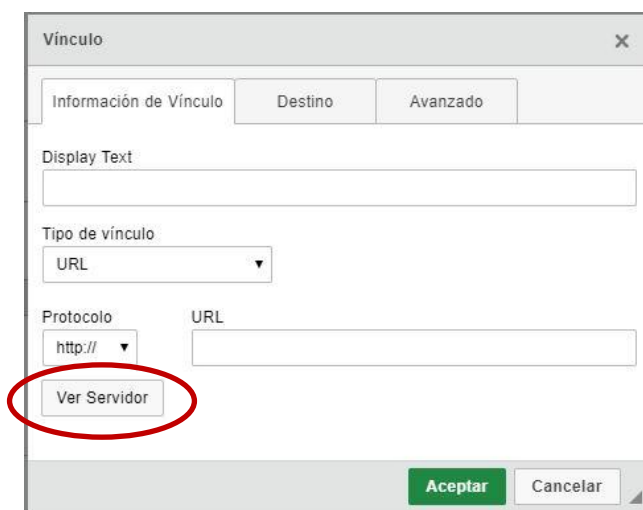 Vínculo ×
Información de Vínculo Destino Avanzado
Display Text
Tipo de vínculo
URL
Protocolo URL
http://
Ver Servidor
Aceptar Cancelar